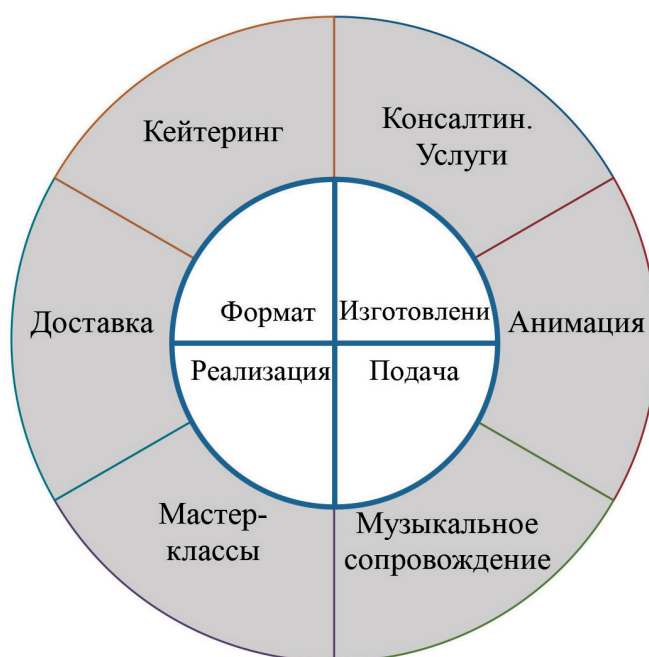 Кейтеринг
Консалтин.
Услуги
Доставка
Формат
Изготовлени
Анимация
Реализация
Подача
Мастер-
классы
Музыкальное
сопровождение